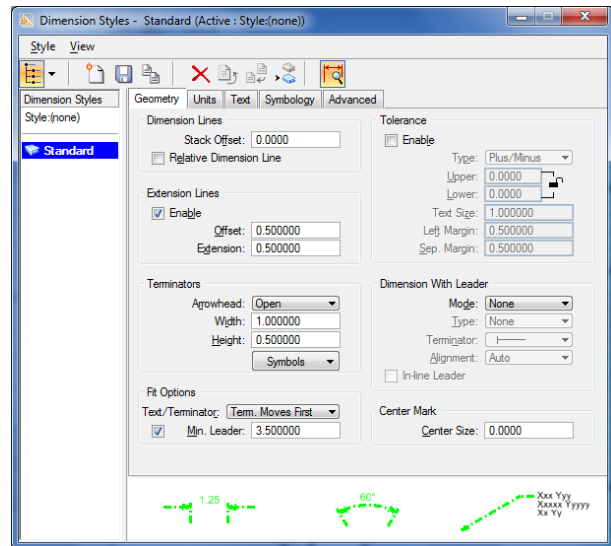 Dimension Styles - Standard (Active : Style:(none))
Style View
Dimension Styles
Style:(none)
Standard
Geometry Units Text Symbology Advanced
Dimension Lines
Stack Offset: 0.0000
Relative Dimension Line
Extension Lines
Enable
Offset: 0.500000
Extension: 0.500000
Terminators
Arrowhead: Open
Width: 1.000000
Height: 0.500000
Symbols
Fit Options
Text/Terminator: Term. Moves First
Min. Leader: 3.500000
Tolerance
Enable
Type: Plus/Minus
Upper: 0.0000
Lower: 0.0000
Text Size: 1.000000
Left Margin: 0.500000
Sep. Margin: 0.500000
Dimension With Leader
Mode: None
Type: None
Terminator:
Alignment: Auto
In-line Leader
Center Mark
Center Size: 0.0000
1.25
60°
Xxx Yyy
Xxxxx Yyyyy
Xx Yy